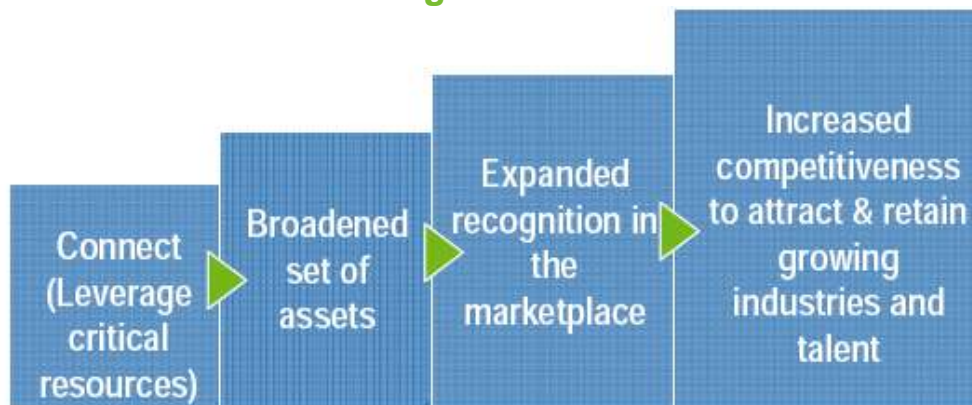 Connect
(Leverage
critical
resources)
Broadened
set of
assets
Expanded
recognition in
the
marketplace
Increased
competitiveness
to attract & retain
growing
industries and
talent